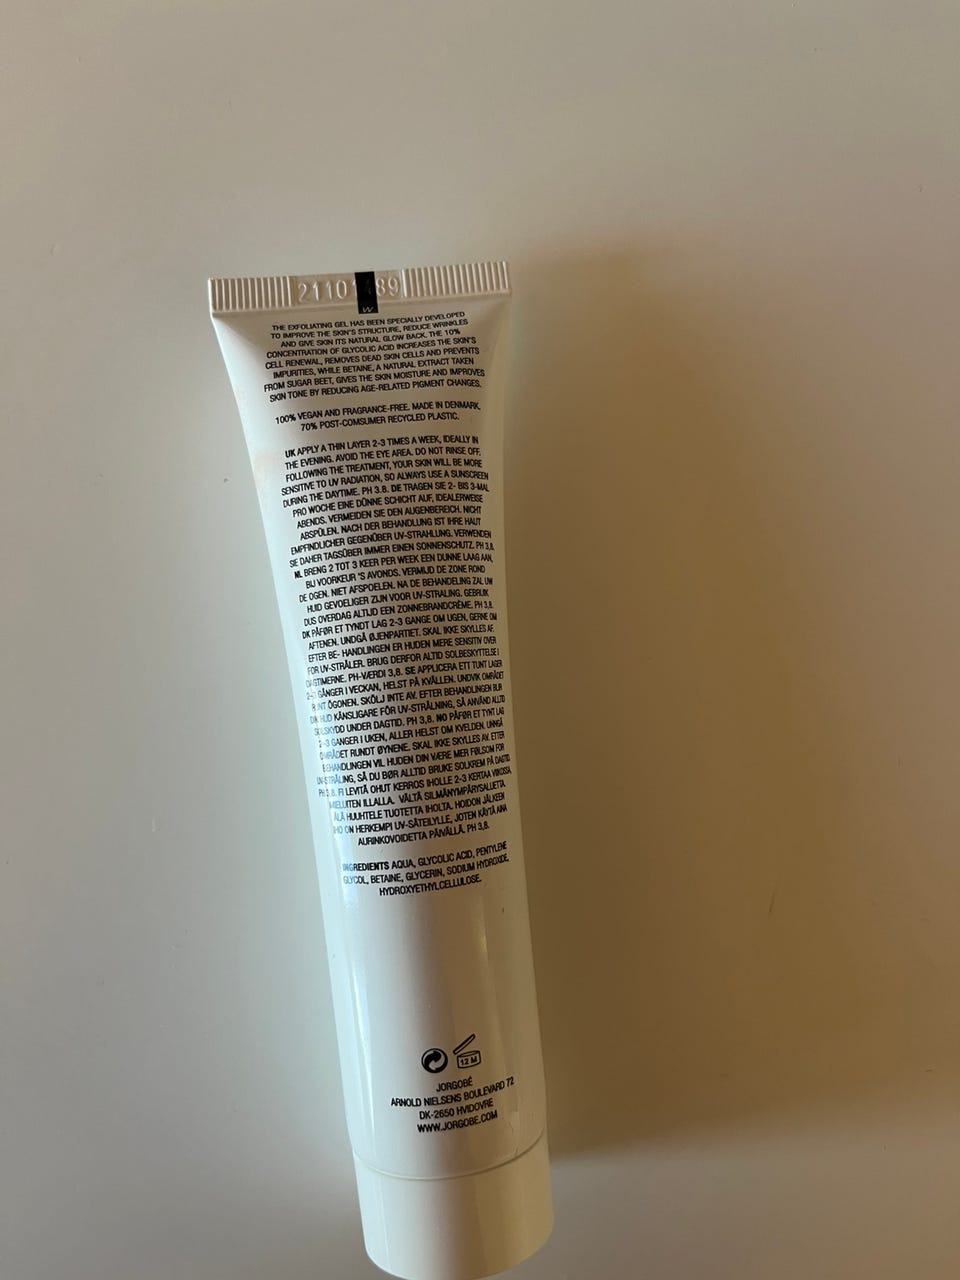 21101 89
W
THE EXFOLIATING GEL HAS BEEN SPECIALLY DEVELOPED
TO IMPROVE THE SKIN'S STRUCTURE, REDUCE WRINKLES
AND GIVE SKIN ITS NATURAL GLOW BACK. THE 10%
CONCENTRATION OF GLYCOLIC ACID INCREASES THE SKIN'S
CELL RENEWAL, REMOVES DEAD SKIN CELLS AND PREVENTS
IMPURITIES, WHILE BETAINE, A NATURAL EXTRACT TAKEN
FROM SUGAR BEET, GIVES THE SKIN MOISTURE AND IMPROVES
SKIN TONE BY REDUCING AGE-RELATED PIGMENT CHANGES.
100% VEGAN AND FRAGRANCE-FREE. MADE IN DENMARK.
70% POST-COMSUMER RECYCLED PLASTIC.
UK APPLY A THIN LAYER 2-3 TIMES A WEEK, IDEALLY IN
THE EVENING. AVOID THE EYE AREA. DO NOT RINSE OFF.
FOLLOWING THE TREATMENT, YOUR SKIN WILL BE MORE
SENSITIVE TO UV RADIATION, SO ALWAYS USE A SUNSCREEN
DURING THE DAYTIME. PH 3.8. DE TRAGEN SIE 2- BIS 3-MAL
PRO WOCHE EINE DÜNNE SCHICHT AUF, IDEALERWEISE
ABENDS. VERMEIDEN SIE DEN AUGENBEREICH. NICHT
ABSPÜLEN. NACH DER BEHANDLUNG IST IHRE HAUT
EMPFINDLICHER GEGENÜBER UV-STRAHLUNG. VERWENDEN
SIE DAHER TAGSÜBER IMMER EINEN SONNENSCHUTZ. PH 3,8.
NL BRENG 2 TOT 3 KEER PER WEEK EEN DUNNE LAAG AAN,
BIJ VOORKEUR 'S AVONDS. VERMIJD DE ZONE ROND
DE OGEN. NIET AFSPOELEN. NA DE BEHANDELING ZAL UW
HUID GEVOELIGER ZIJN VOOR UV-STRALING. GEBRUIK
DUS OVERDAG ALTIJD EEN ZONNEBRANDCRÈME. PH 3,8.
DK PÅFØR ET TYNDT LAG 2-3 GANGE OM UGEN, GERNE OM
AFTENEN. UNDGÅ ØJENPARTIET. SKAL IKKE SKYLLES AF.
EFTER BE- HANDLINGEN ER HUDEN MERE SENSITIV OVER
FOR UV-STRÅLER. BRUG DERFOR ALTID SOLBESKYTTELSE I
DAGTIMERNE. PH-VÆRDI 3,8. SE APPLICERA ETT TUNT LAGER
2-3 GÅNGER I VECKAN, HELST PÅ KVÄLLEN. UNDVIK OMRÅDET
RUNT ÖGONEN. SKÖLJ INTE AV. EFTER BEHANDLINGEN BLIR
DIN HUD KÄNSLIGARE FÖR UV-STRÅLNING, SÅ ANVÄND ALLTID
SOLSKYDD UNDER DAGTID. PH 3,8. NO PÅFØR ET TYNT LAG
2-3 GANGER I UKEN, ALLER HELST OM KVELDEN. UNNGÅ
OMRÅDET RUNDT ØYNENE. SKAL IKKE SKYLLES AV. ETTER
BEHANDLINGEN VIL HUDEN DIN VÆRE MER FØLSOM FOR
UV-STRÅLING, SÅ DU BØR ALLTID BRUKE SOLKREM PÅ DAGTID.
PH 3,8. FI LEVITÄ OHUT KERROS IHOLLE 2-3 KERTAA VIIKOSSA,
MIELUITEN ILLALLA. VÄLTÄ SILMÄNYMPÄRYSALUETTA.
ÄLÄ HUUHTELE TUOTETTA IHOLTA. HOIDON JÄLKEEN
IHO ON HERKEMPI UV-SÄTEILYLLE, JOTEN KÄYTÄ AINA
AURINKOVOIDETTA PÄIVÄLLÄ. PH 3,8.
INGREDIENTS AQUA, GLYCOLIC ACID, PENTYLENE
GLYCOL, BETAINE, GLYCERIN, SODIUM HYDROXIDE,
HYDROXYETHYLCELLULOSE.
12 M
JORGOBÉ
ARNOLD NIELSENS BOULEVARD 72
DK-2650 HVIDOVRE
WWW.JORGOBE.COM